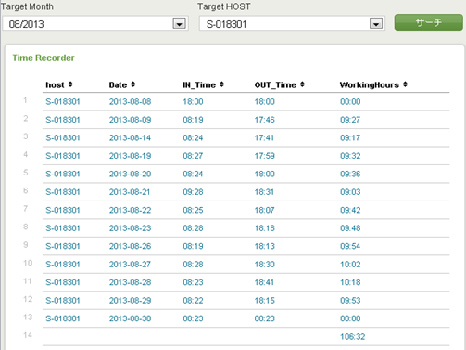 Target Month Target HOST
08/2013 S-018301 サーチ
Time Recorder
host Date IN_Time OUT_Time WorkingHours
1 S-018301 2013-08-08 18:00 18:00 00:00
2 S-018301 2013-08-09 08:19 17:46 09:27
3 S-018301 2013-08-14 08:24 17:41 09:17
4 S-018301 2013-08-19 08:27 17:59 09:32
5 S-018301 2013-08-20 08:24 18:00 09:36
6 S-018301 2013-08-21 09:28 18:31 09:03
7 S-018301 2013-08-22 08:25 18:07 09:42
8 S-018301 2013-08-23 08:28 18:16 09:48
9 S-018301 2013-08-26 08:19 18:13 09:54
10 S-018301 2013-08-27 08:28 18:30 10:02
11 S-018301 2013-08-28 08:23 18:41 10:18
12 S-018301 2013-08-29 08:22 18:15 09:53
13 S-018301 2013-08-30 08:23 08:23 00:00
14 106:32